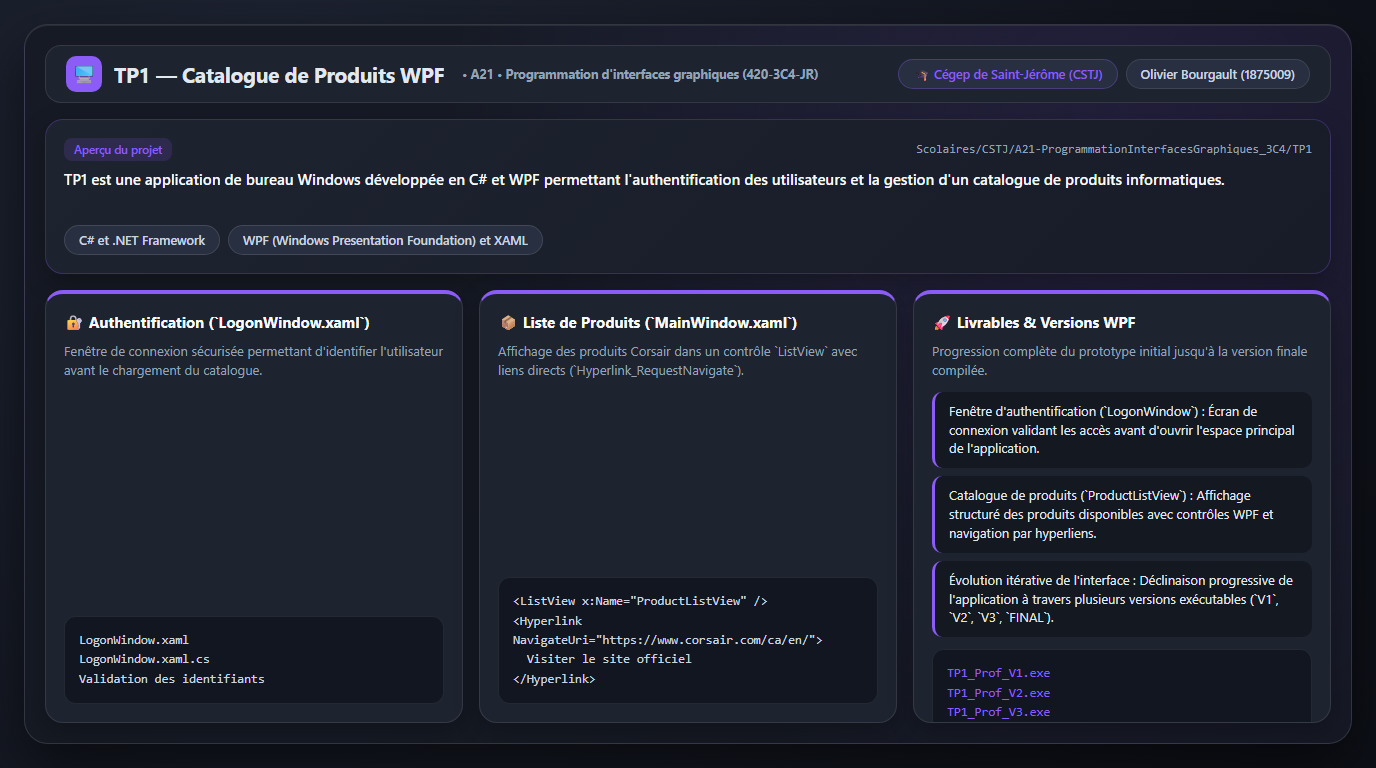 TP1 — Catalogue de Produits WPF
• A21 • Programmation d'interfaces graphiques (420-3C4-JR)
Cégep de Saint-Jérôme (CSTJ)
Olivier Bourgault (1875009)
Aperçu du projet
Scolaires/CSTJ/A21-ProgrammationInterfacesGraphiques_3C4/TP1
TP1 est une application de bureau Windows développée en C# et WPF permettant l'authentification des utilisateurs et la gestion d'un catalogue de produits informatiques.
C# et .NET Framework
WPF (Windows Presentation Foundation) et XAML
Authentification (`LogonWindow.xaml`)
Fenêtre de connexion sécurisée permettant d'identifier l'utilisateur
avant le chargement du catalogue.
LogonWindow.xaml
LogonWindow.xaml.cs
Validation des identifiants
Liste de Produits (`MainWindow.xaml`)
Affichage des produits Corsair dans un contrôle `ListView` avec
liens directs (`Hyperlink_RequestNavigate`).
<ListView x:Name="ProductListView" />
<Hyperlink
NavigateUri="https://www.corsair.com/ca/en/">
Visiter le site officiel
</Hyperlink>
Livrables & Versions WPF
Progression complète du prototype initial jusqu'à la version finale
compilée.
Fenêtre d'authentification (`LogonWindow`) : Écran de
connexion validant les accès avant d'ouvrir l'espace principal
de l'application.
Catalogue de produits (`ProductListView`) : Affichage
structuré des produits disponibles avec contrôles WPF et
navigation par hyperliens.
Évolution itérative de l'interface : Déclinaison progressive de
l'application à travers plusieurs versions exécutables (`V1`,
`V2`, `V3`, `FINAL`).
TP1_Prof_V1.exe
TP1_Prof_V2.exe
TP1_Prof_V3.exe